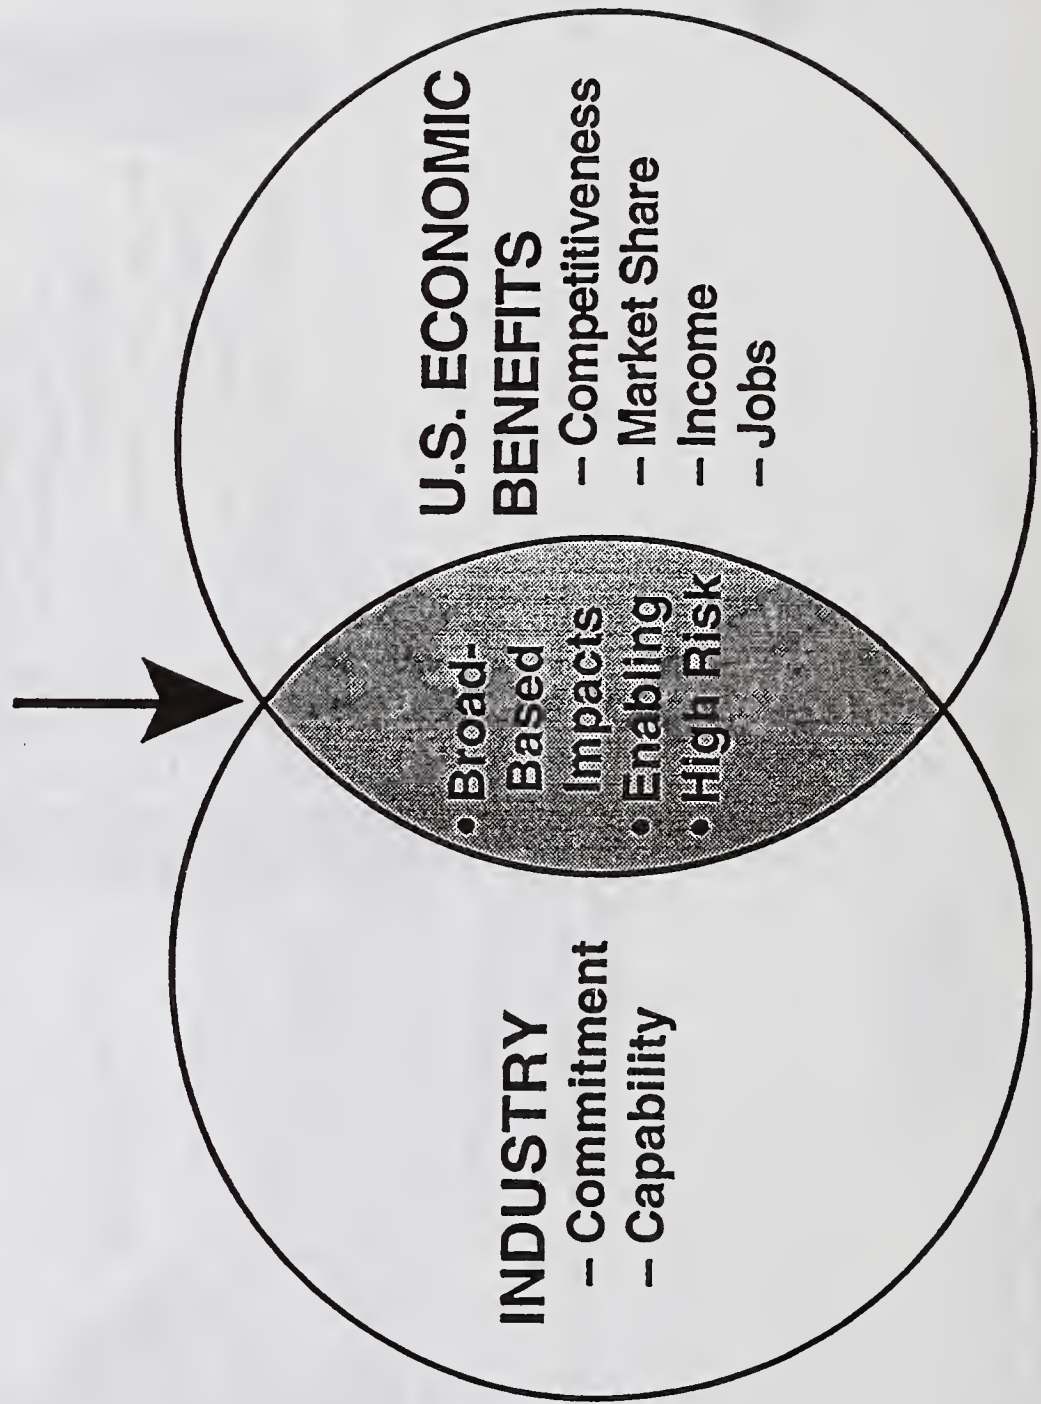 INDUSTRY
– Commitment
– Capability
• Broad-
Based
Impacts
• Enabling
• High Risk
U.S. ECONOMIC
BENEFITS
– Competitiveness
– Market Share
– Income
– Jobs